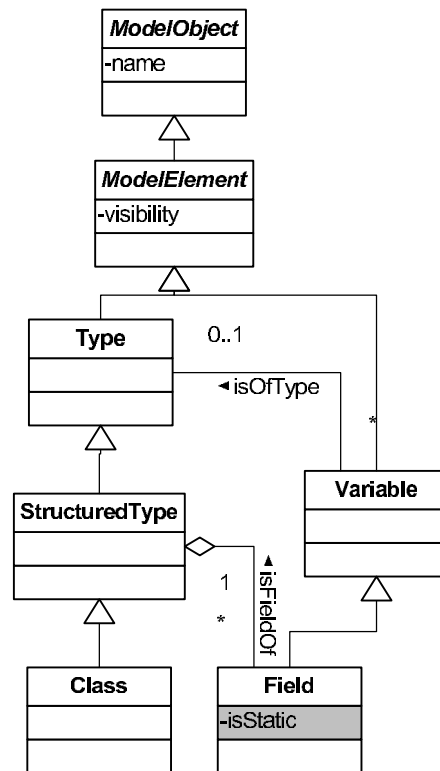 ModelObject
-name
ModelElement
-visibility
Type
0..1
◄isOfType
*
Variable
StructuredType
1
*
◄isFieldOf
Class
Field
-isStatic